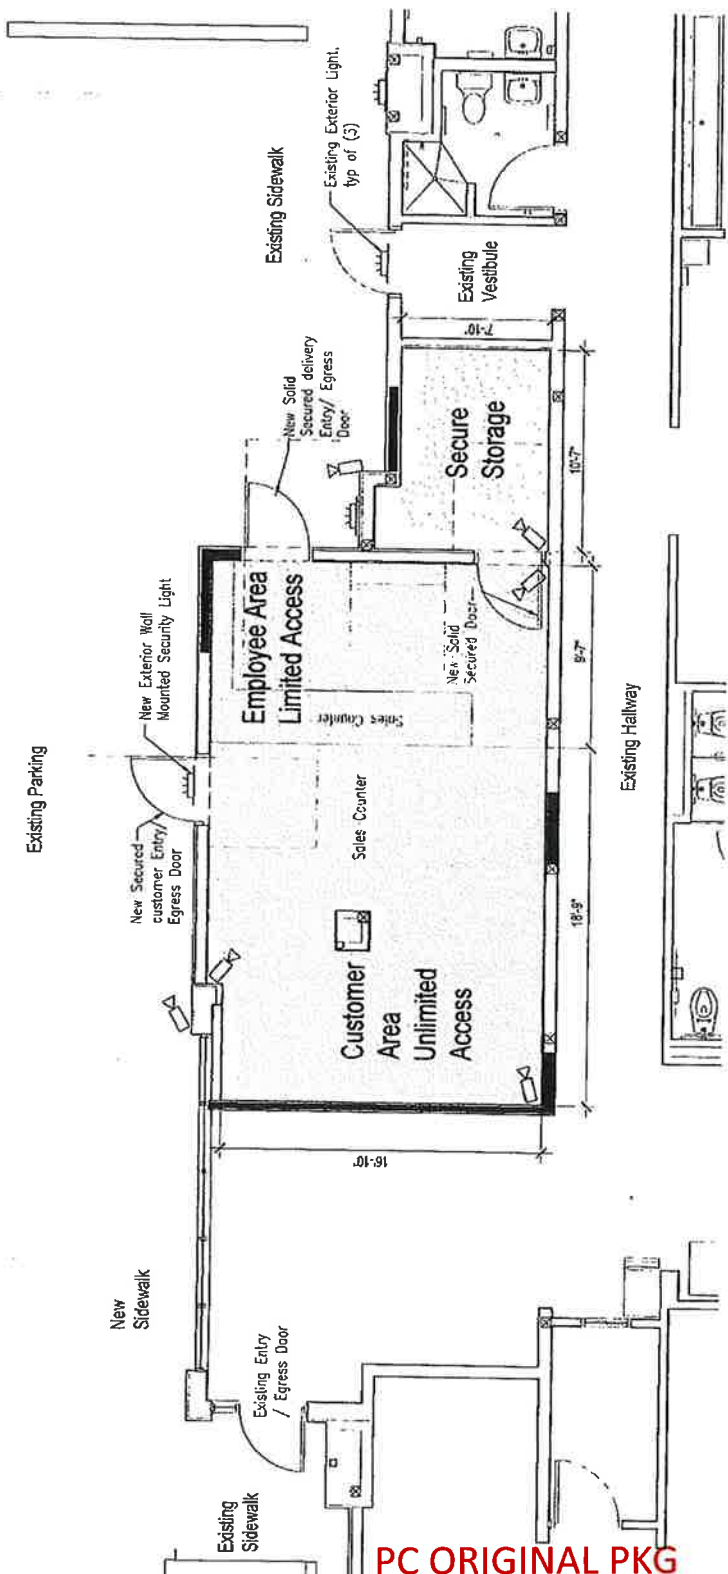 Existing Parking
New
Sidewalk
Existing
Sidewalk
Existing Entry
/ Egress Door
New Secured
customer Entry/
Egress Door
New Exterior Wall
Mounted Security Light
New Solid
Secured delivery
Entry/ Egress
Door
Existing Sidewalk
Existing Exterior Light,
typ of (3)
Existing
Vestibule
7'-10"
Secure
Storage
10'-7"
Employee Area
Limited Access
Sales Counter
Sales Counter
New Solid
Secured Door
Customer
Area
Unlimited
Access
16'-10"
18'-9"
9'-7"
Existing Hallway
PC ORIGINAL PKG